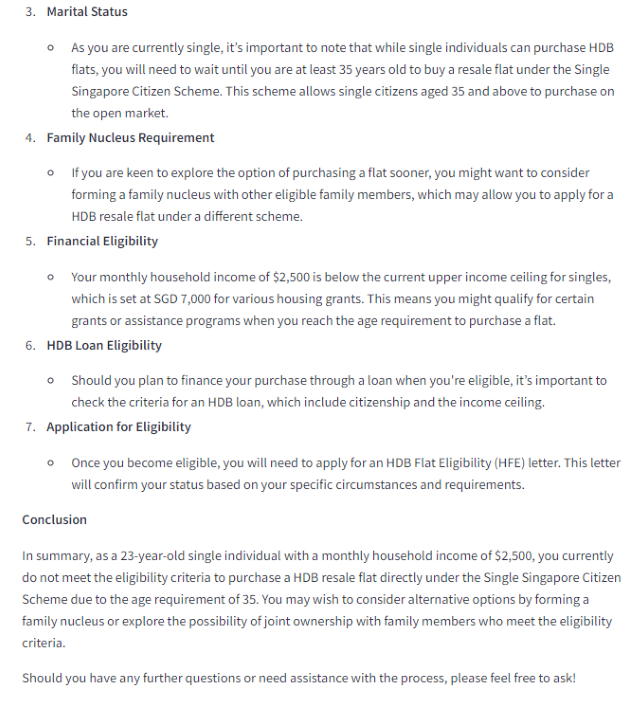 3. Marital Status
As you are currently single, it's important to note that while single individuals can purchase HDB
flats, you will need to wait until you are at least 35 years old to buy a resale flat under the Single
Singapore Citizen Scheme. This scheme allows single citizens aged 35 and above to purchase on
the open market.
4. Family Nucleus Requirement
If you are keen to explore the option of purchasing a flat sooner, you might want to consider
forming a family nucleus with other eligible family members, which may allow you to apply for a
HDB resale flat under a different scheme.
5. Financial Eligibility
Your monthly household income of $2,500 is below the current upper income ceiling for singles,
which is set at SGD 7,000 for various housing grants. This means you might qualify for certain
grants or assistance programs when you reach the age requirement to purchase a flat.
6. HDB Loan Eligibility
Should you plan to finance your purchase through a loan when you're eligible, it's important to
check the criteria for an HDB loan, which include citizenship and the income ceiling.
7. Application for Eligibility
Once you become eligible, you will need to apply for an HDB Flat Eligibility (HFE) letter. This letter
will confirm your status based on your specific circumstances and requirements.
Conclusion
In summary, as a 23-year-old single individual with a monthly household income of $2,500, you currently
do not meet the eligibility criteria to purchase a HDB resale flat directly under the Single Singapore Citizen
Scheme due to the age requirement of 35. You may wish to consider alternative options by forming a
family nucleus or explore the possibility of joint ownership with family members who meet the eligibility
criteria.
Should you have any further questions or need assistance with the process, please feel free to ask!